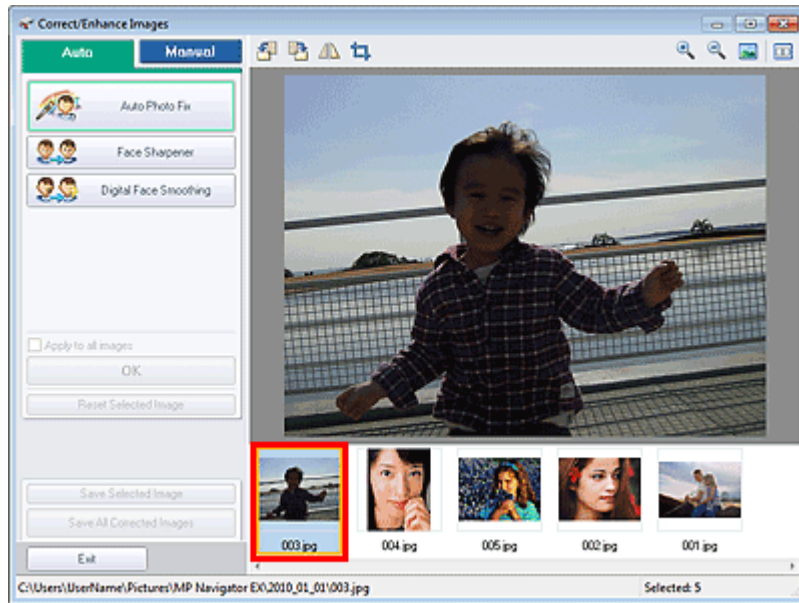 Correct/Enhance Images
Auto Manual
Auto Photo Fix
Face Sharpener
Digital Face Smoothing
Apply to all images
OK
Reset Selected Image
Save Selected Image
Save All Corrected Images
Exit
003.jpg 004.jpg 005.jpg 002.jpg 001.jpg
C:\Users\UserName\Pictures\MP Navigator EX\2010_01_01\003.jpg Selected: 5